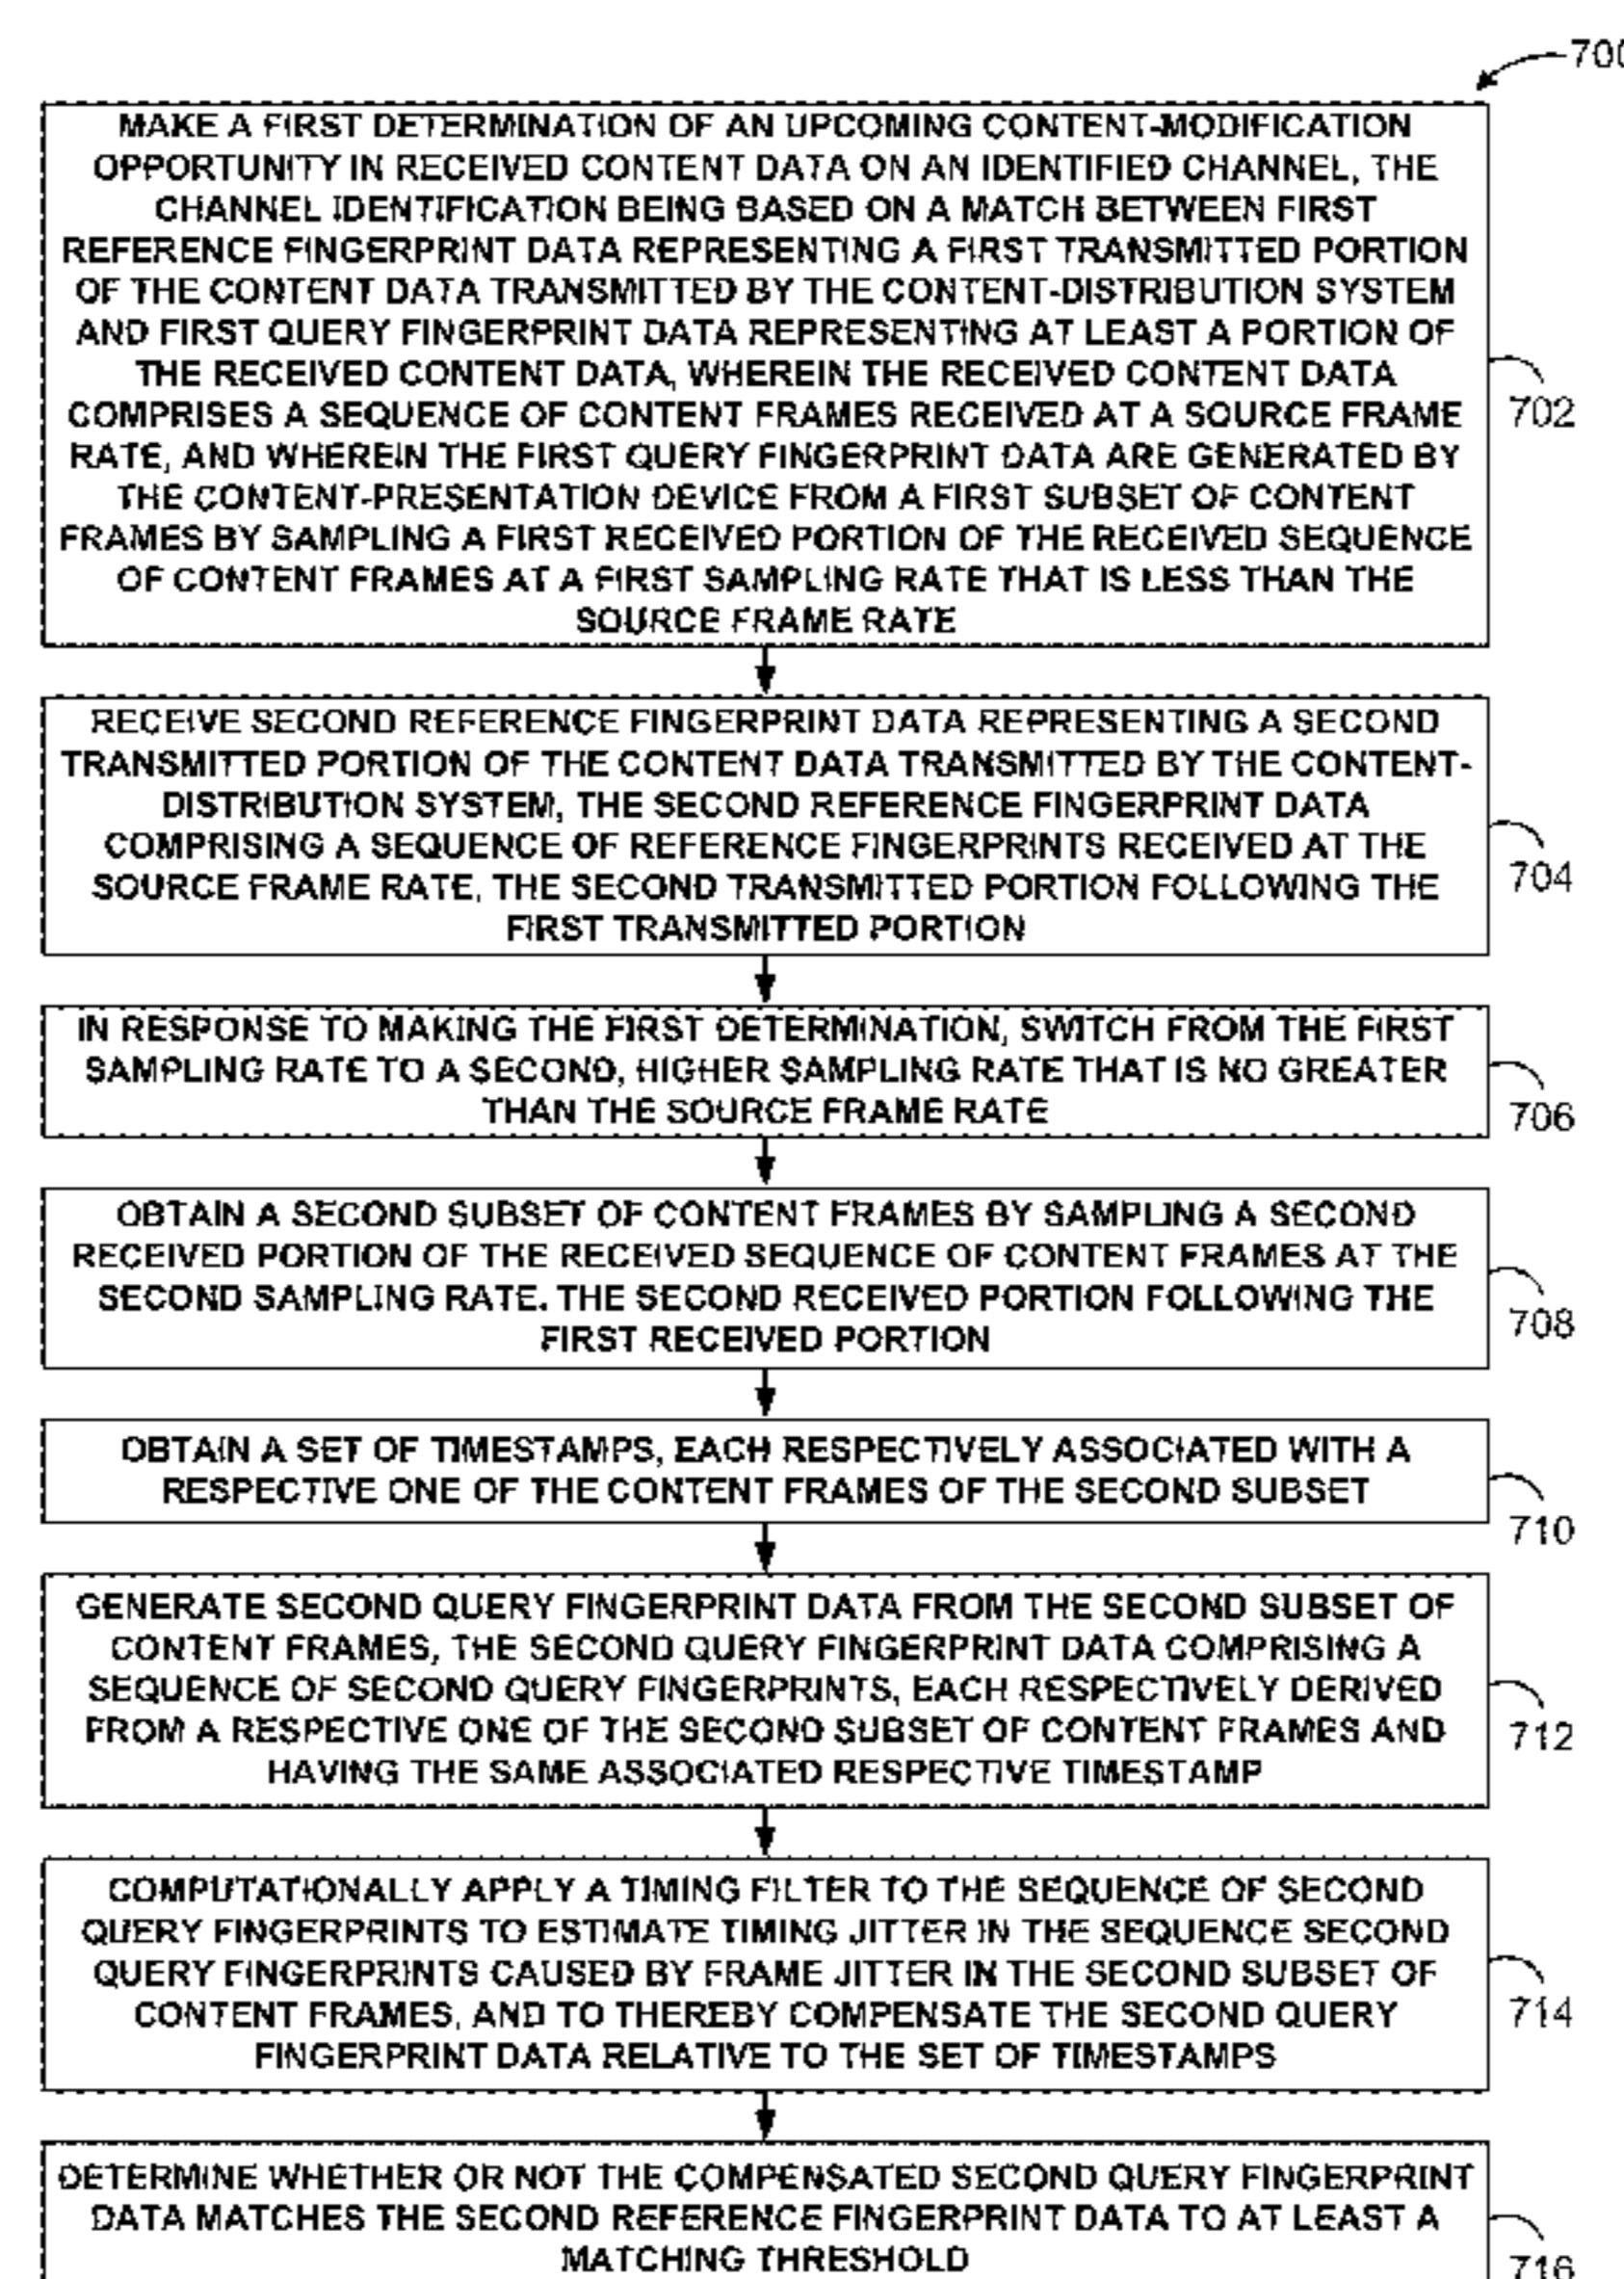 700
MAKE A FIRST DETERMINATION OF AN UPCOMING CONTENT-MODIFICATION
OPPORTUNITY IN RECEIVED CONTENT DATA ON AN IDENTIFIED CHANNEL, THE
CHANNEL IDENTIFICATION BEING BASED ON A MATCH BETWEEN FIRST
REFERENCE FINGERPRINT DATA REPRESENTING A FIRST TRANSMITTED PORTION
OF THE CONTENT DATA TRANSMITTED BY THE CONTENT-DISTRIBUTION SYSTEM
AND FIRST QUERY FINGERPRINT DATA REPRESENTING AT LEAST A PORTION OF
THE RECEIVED CONTENT DATA, WHEREIN THE RECEIVED CONTENT DATA
COMPRISES A SEQUENCE OF CONTENT FRAMES RECEIVED AT A SOURCE FRAME
RATE, AND WHEREIN THE FIRST QUERY FINGERPRINT DATA ARE GENERATED BY
THE CONTENT-PRESENTATION DEVICE FROM A FIRST SUBSET OF CONTENT
FRAMES BY SAMPLING A FIRST RECEIVED PORTION OF THE RECEIVED SEQUENCE
OF CONTENT FRAMES AT A FIRST SAMPLING RATE THAT IS LESS THAN THE
SOURCE FRAME RATE
702
RECEIVE SECOND REFERENCE FINGERPRINT DATA REPRESENTING A SECOND
TRANSMITTED PORTION OF THE CONTENT DATA TRANSMITTED BY THE CONTENT-
DISTRIBUTION SYSTEM, THE SECOND REFERENCE FINGERPRINT DATA
COMPRISING A SEQUENCE OF REFERENCE FINGERPRINTS RECEIVED AT THE
SOURCE FRAME RATE, THE SECOND TRANSMITTED PORTION FOLLOWING THE
FIRST TRANSMITTED PORTION
704
IN RESPONSE TO MAKING THE FIRST DETERMINATION, SWITCH FROM THE FIRST
SAMPLING RATE TO A SECOND, HIGHER SAMPLING RATE THAT IS NO GREATER
THAN THE SOURCE FRAME RATE
706
OBTAIN A SECOND SUBSET OF CONTENT FRAMES BY SAMPLING A SECOND
RECEIVED PORTION OF THE RECEIVED SEQUENCE OF CONTENT FRAMES AT THE
SECOND SAMPLING RATE. THE SECOND RECEIVED PORTION FOLLOWING THE
FIRST RECEIVED PORTION
708
OBTAIN A SET OF TIMESTAMPS, EACH RESPECTIVELY ASSOCIATED WITH A
RESPECTIVE ONE OF THE CONTENT FRAMES OF THE SECOND SUBSET
710
GENERATE SECOND QUERY FINGERPRINT DATA FROM THE SECOND SUBSET OF
CONTENT FRAMES, THE SECOND QUERY FINGERPRINT DATA COMPRISING A
SEQUENCE OF SECOND QUERY FINGERPRINTS, EACH RESPECTIVELY DERIVED
FROM A RESPECTIVE ONE OF THE SECOND SUBSET OF CONTENT FRAMES AND
HAVING THE SAME ASSOCIATED RESPECTIVE TIMESTAMP
712
COMPUTATIONALLY APPLY A TIMING FILTER TO THE SEQUENCE OF SECOND
QUERY FINGERPRINTS TO ESTIMATE TIMING JITTER IN THE SEQUENCE SECOND
QUERY FINGERPRINTS CAUSED BY FRAME JITTER IN THE SECOND SUBSET OF
CONTENT FRAMES, AND TO THEREBY COMPENSATE THE SECOND QUERY
FINGERPRINT DATA RELATIVE TO THE SET OF TIMESTAMPS
714
DETERMINE WHETHER OR NOT THE COMPENSATED SECOND QUERY FINGERPRINT
DATA MATCHES THE SECOND REFERENCE FINGERPRINT DATA TO AT LEAST A
MATCHING THRESHOLD
716